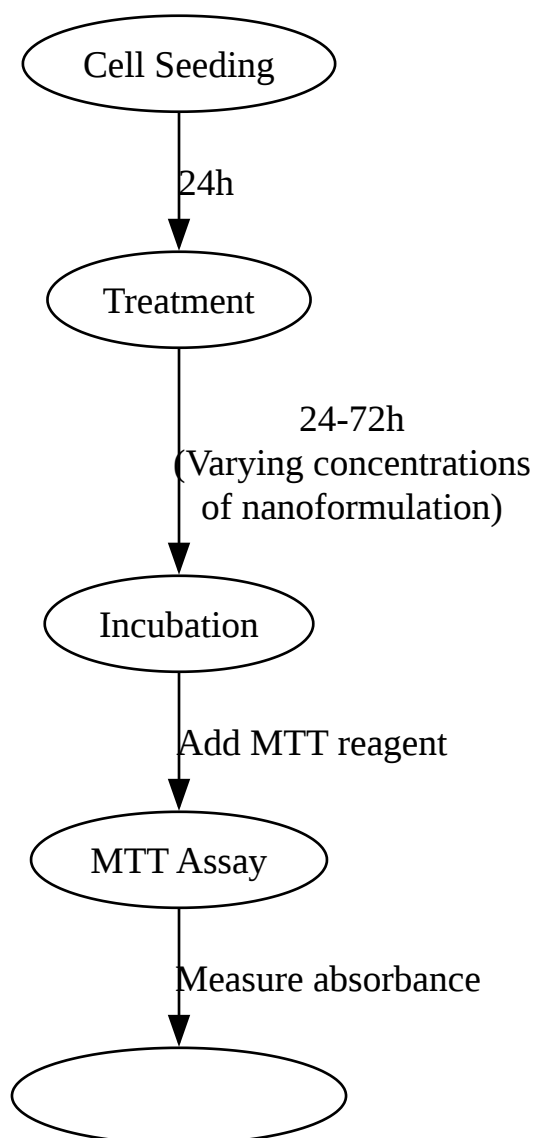 Cell Seeding
24h
Treatment
24-72h
(Varying concentrations
of nanoformulation)
Incubation
Add MTT reagent
MTT Assay
Measure absorbance